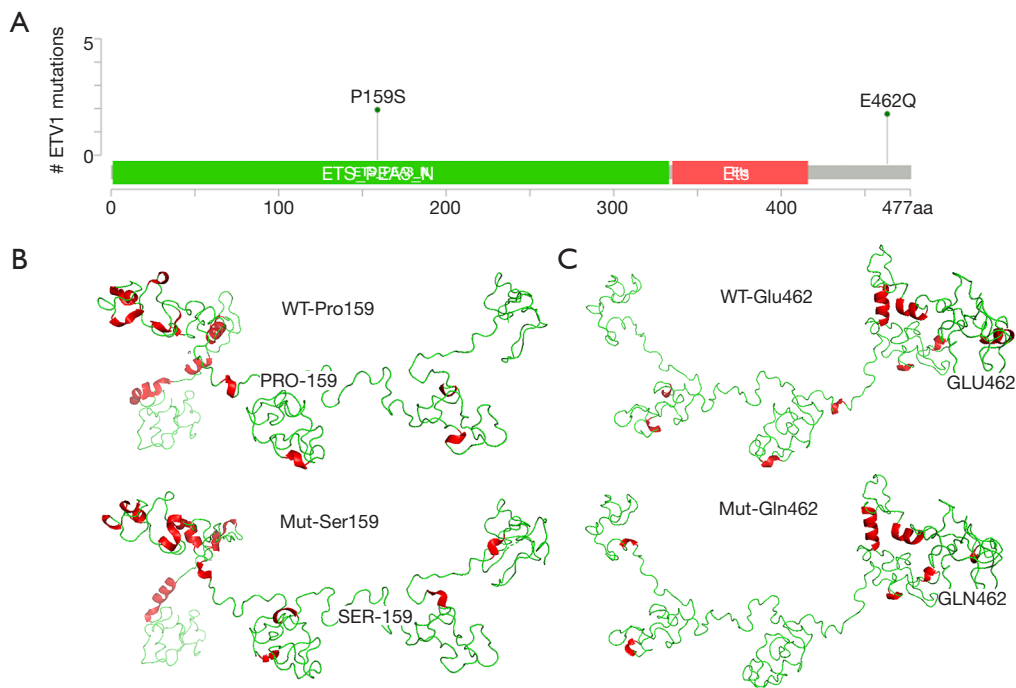 A
# ETV1 mutations
5
0
P159S
E462Q
ETS_PEAS_N
Ets
0 100 200 300 400 477aa
B
WT-Pro159
PRO-159
Mut-Ser159
SER-159
C
WT-Glu462
GLU462
Mut-Gln462
GLN462